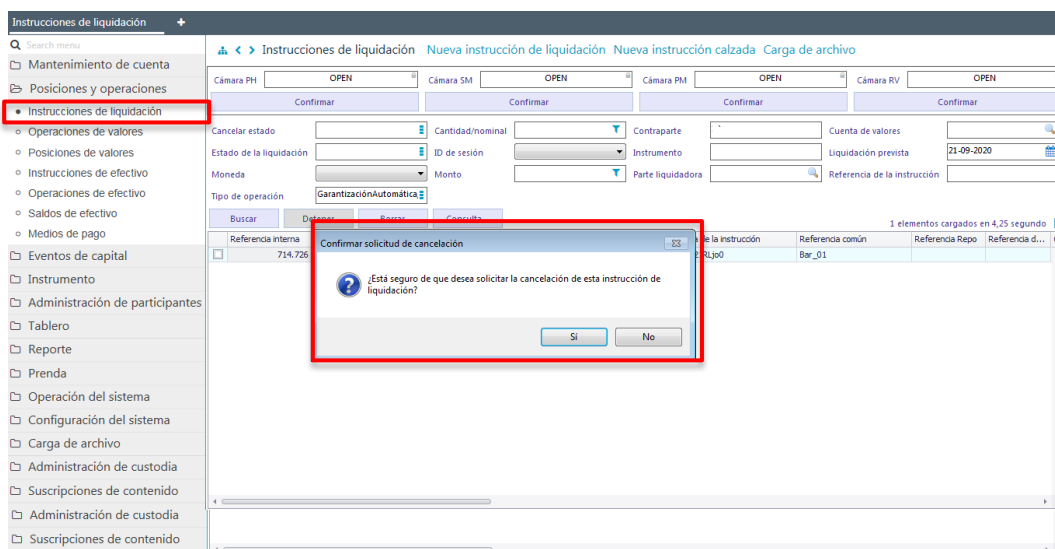 Instrucciones de liquidación +
Search menu
Mantenimiento de cuenta
Posiciones y operaciones
Instrucciones de liquidación
Operaciones de valores
Posiciones de valores
Instrucciones de efectivo
Operaciones de efectivo
Saldos de efectivo
Medios de pago
Eventos de capital
Instrumento
Administración de participantes
Tablero
Reporte
Prenda
Operación del sistema
Configuración del sistema
Carga de archivo
Administración de custodia
Suscripciones de contenido
Administración de custodia
Suscripciones de contenido
Instrucciones de liquidación Nueva instrucción de liquidación Nueva instrucción calzada Carga de archivo
Cámara PH OPEN Cámara SM OPEN Cámara PM OPEN Cámara RV OPEN
Confirmar Confirmar Confirmar Confirmar
Cancelar estado Cantidad/nominal Contraparte Cuenta de valores
Estado de la liquidación ID de sesión Instrumento Liquidación prevista 21-09-2020
Moneda Monto Parte liquidadora Referencia de la instrucción
Tipo de operación GarantizaciónAutomática,
Buscar Detener Borrar Consulta
1 elementos cargados en 4,25 segundo
Referencia interna de la instrucción Referencia común Referencia Repo Referencia d...
714.726 RLjo0 Bar_01
Confirmar solicitud de cancelación
¿Está seguro de que desea solicitar la cancelación de esta instrucción de
liquidación?
Sí No